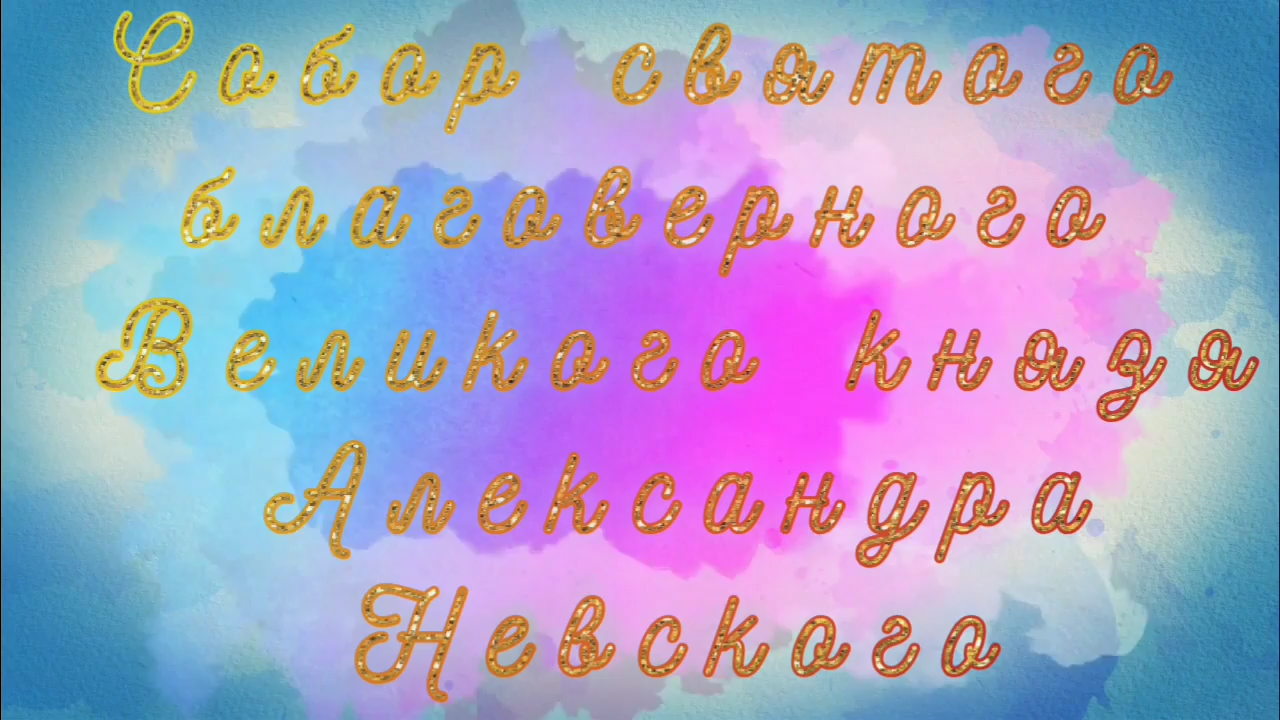 Собор святого
благоверного
Великого князя
Александра
Невского